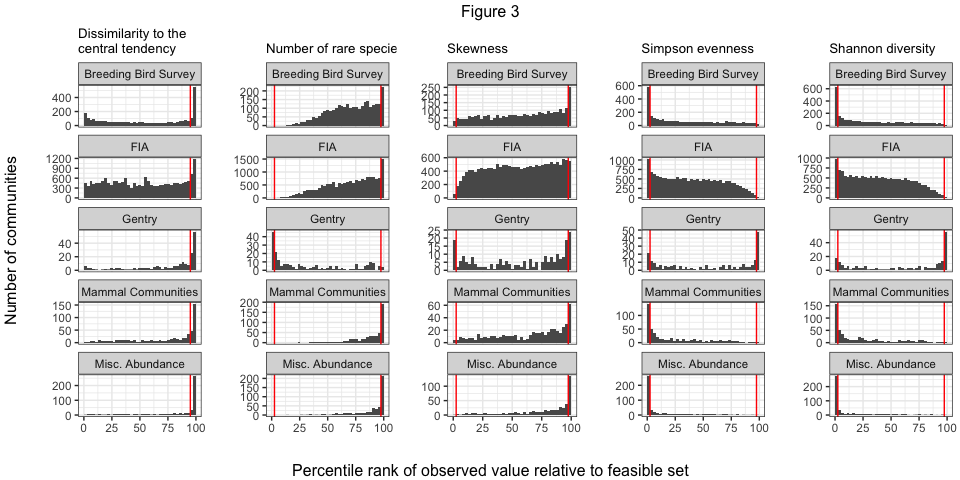 Figure 3
Dissimilarity to the
central tendency
Number of rare specie
Skewness
Simpson evenness
Shannon diversity
Breeding Bird Survey
Breeding Bird Survey
Breeding Bird Survey
Breeding Bird Survey
Breeding Bird Survey
400
200
0
200
150
100
50
0
250
200
150
100
50
0
600
400
200
0
600
400
200
0
FIA
FIA
FIA
FIA
FIA
1200
900
600
300
0
1500
1000
500
0
600
400
200
0
1000
750
500
250
0
1000
750
500
250
0
Gentry
Gentry
Gentry
Gentry
Gentry
40
20
0
40
30
20
10
0
25
20
15
10
5
0
50
40
30
20
10
0
40
20
0
Mammal Communities
Mammal Communities
Mammal Communities
Mammal Communities
Mammal Communities
150
100
50
0
200
150
100
50
0
60
40
20
0
100
50
0
150
100
50
0
Misc. Abundance
Misc. Abundance
Misc. Abundance
Misc. Abundance
Misc. Abundance
200
100
0
200
150
100
50
0
100
50
0
200
100
0
200
100
0
0 25 50 75 100
0 25 50 75 100
0 25 50 75 100
0 25 50 75 100
0 25 50 75 100
Number of communities
Percentile rank of observed value relative to feasible set